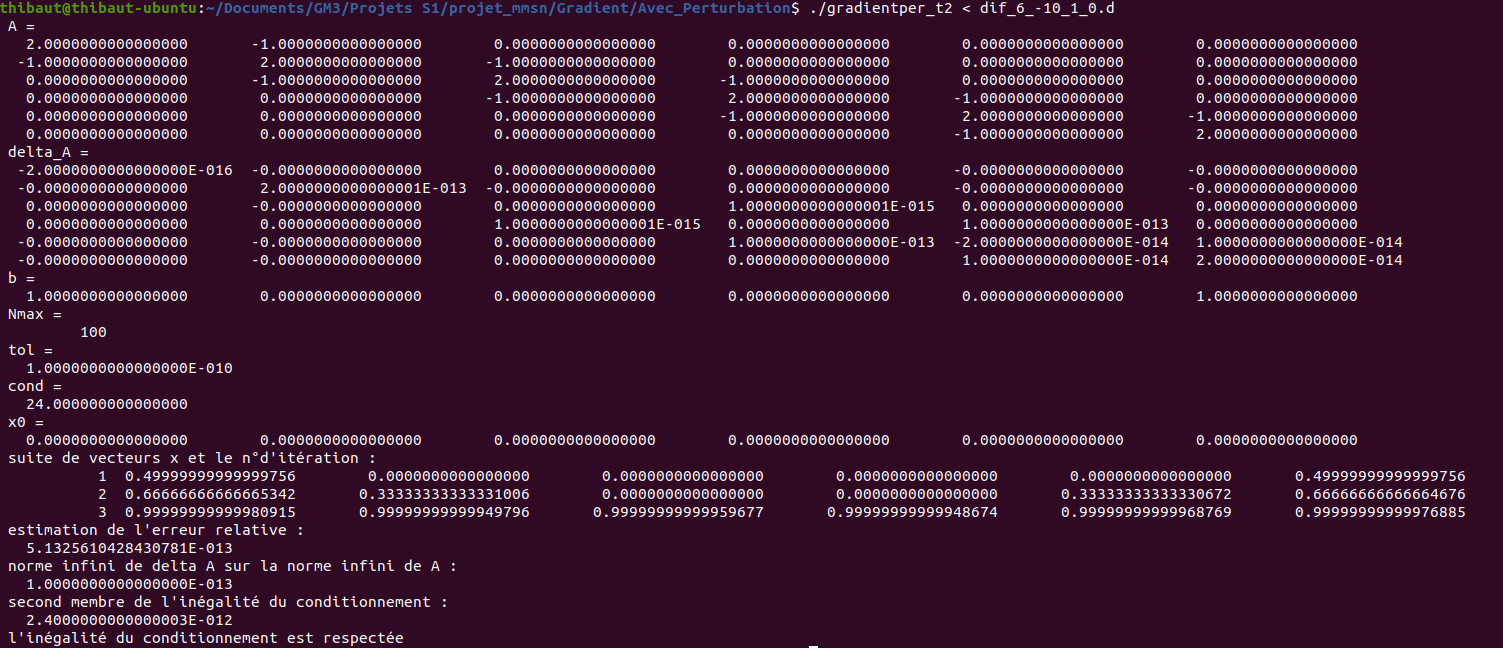 thibaut@thibaut-ubuntu:~/Documents/GM3/Projets S1/projet_mmsn/Gradient/Avec_Perturbation$ ./gradientper_t2 < dif_6_-10_1_0.d
A =
2.0000000000000000 -1.0000000000000000 0.0000000000000000 0.0000000000000000 0.0000000000000000 0.0000000000000000
-1.0000000000000000 2.0000000000000000 -1.0000000000000000 0.0000000000000000 0.0000000000000000 0.0000000000000000
0.0000000000000000 -1.0000000000000000 2.0000000000000000 -1.0000000000000000 0.0000000000000000 0.0000000000000000
0.0000000000000000 0.0000000000000000 -1.0000000000000000 2.0000000000000000 -1.0000000000000000 0.0000000000000000
0.0000000000000000 0.0000000000000000 0.0000000000000000 -1.0000000000000000 2.0000000000000000 -1.0000000000000000
0.0000000000000000 0.0000000000000000 0.0000000000000000 0.0000000000000000 -1.0000000000000000 2.0000000000000000
delta_A =
-2.0000000000000000E-016 -0.0000000000000000 0.0000000000000000 0.0000000000000000 -0.0000000000000000 -0.0000000000000000
-0.0000000000000000 2.0000000000000001E-013 -0.0000000000000000 0.0000000000000000 -0.0000000000000000 -0.0000000000000000
0.0000000000000000 -0.0000000000000000 0.0000000000000000 1.0000000000000001E-015 0.0000000000000000 0.0000000000000000
0.0000000000000000 0.0000000000000000 1.0000000000000001E-015 0.0000000000000000 1.0000000000000000E-013 0.0000000000000000
-0.0000000000000000 -0.0000000000000000 0.0000000000000000 1.0000000000000000E-013 -2.0000000000000000E-014 1.0000000000000000E-014
-0.0000000000000000 -0.0000000000000000 0.0000000000000000 0.0000000000000000 1.0000000000000000E-014 2.0000000000000000E-014
b =
1.0000000000000000 0.0000000000000000 0.0000000000000000 0.0000000000000000 0.0000000000000000 1.0000000000000000
Nmax =
100
tol =
1.0000000000000000E-010
cond =
24.000000000000000
x0 =
0.0000000000000000 0.0000000000000000 0.0000000000000000 0.0000000000000000 0.0000000000000000 0.0000000000000000
suite de vecteurs x et le n°d'itération :
1 0.49999999999999756 0.0000000000000000 0.0000000000000000 0.0000000000000000 0.0000000000000000 0.49999999999999756
2 0.66666666666665342 0.33333333333331006 0.0000000000000000 0.0000000000000000 0.33333333333330672 0.66666666666664676
3 0.99999999999980915 0.99999999999949796 0.99999999999959677 0.99999999999948674 0.99999999999968769 0.99999999999976885
estimation de l'erreur relative :
5.1325610428430781E-013
norme infini de delta A sur la norme infini de A :
1.0000000000000000E-013
second membre de l'inégalité du conditionnement :
2.4000000000000003E-012
l'inégalité du conditionnement est respectée